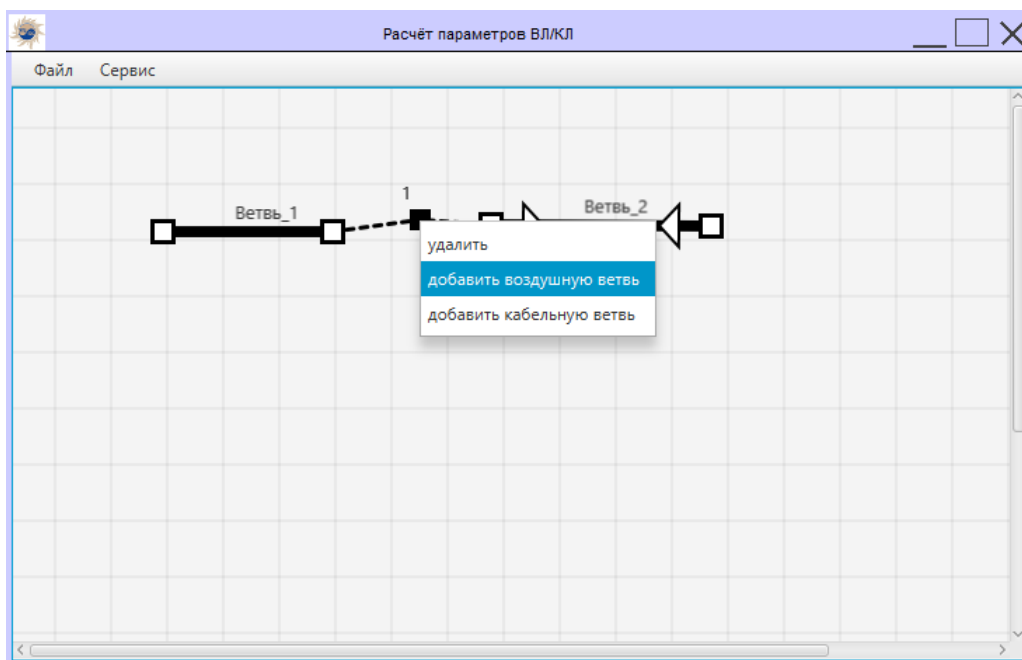 Расчёт параметров ВЛ/КЛ
Файл Сервис
1
Ветвь_1
Ветвь_2
удалить
добавить воздушную ветвь
добавить кабельную ветвь